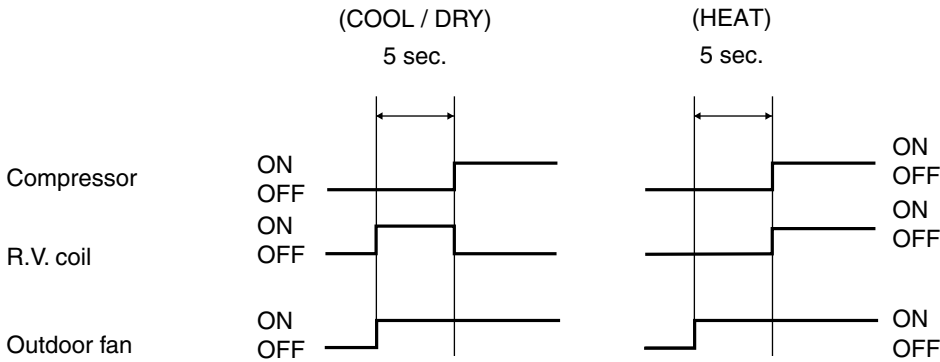 (COOL / DRY) (HEAT)
5 sec. 5 sec.
Compressor ON ON
OFF OFF
R.V. coil ON ON
OFF OFF
Outdoor fan ON ON
OFF OFF